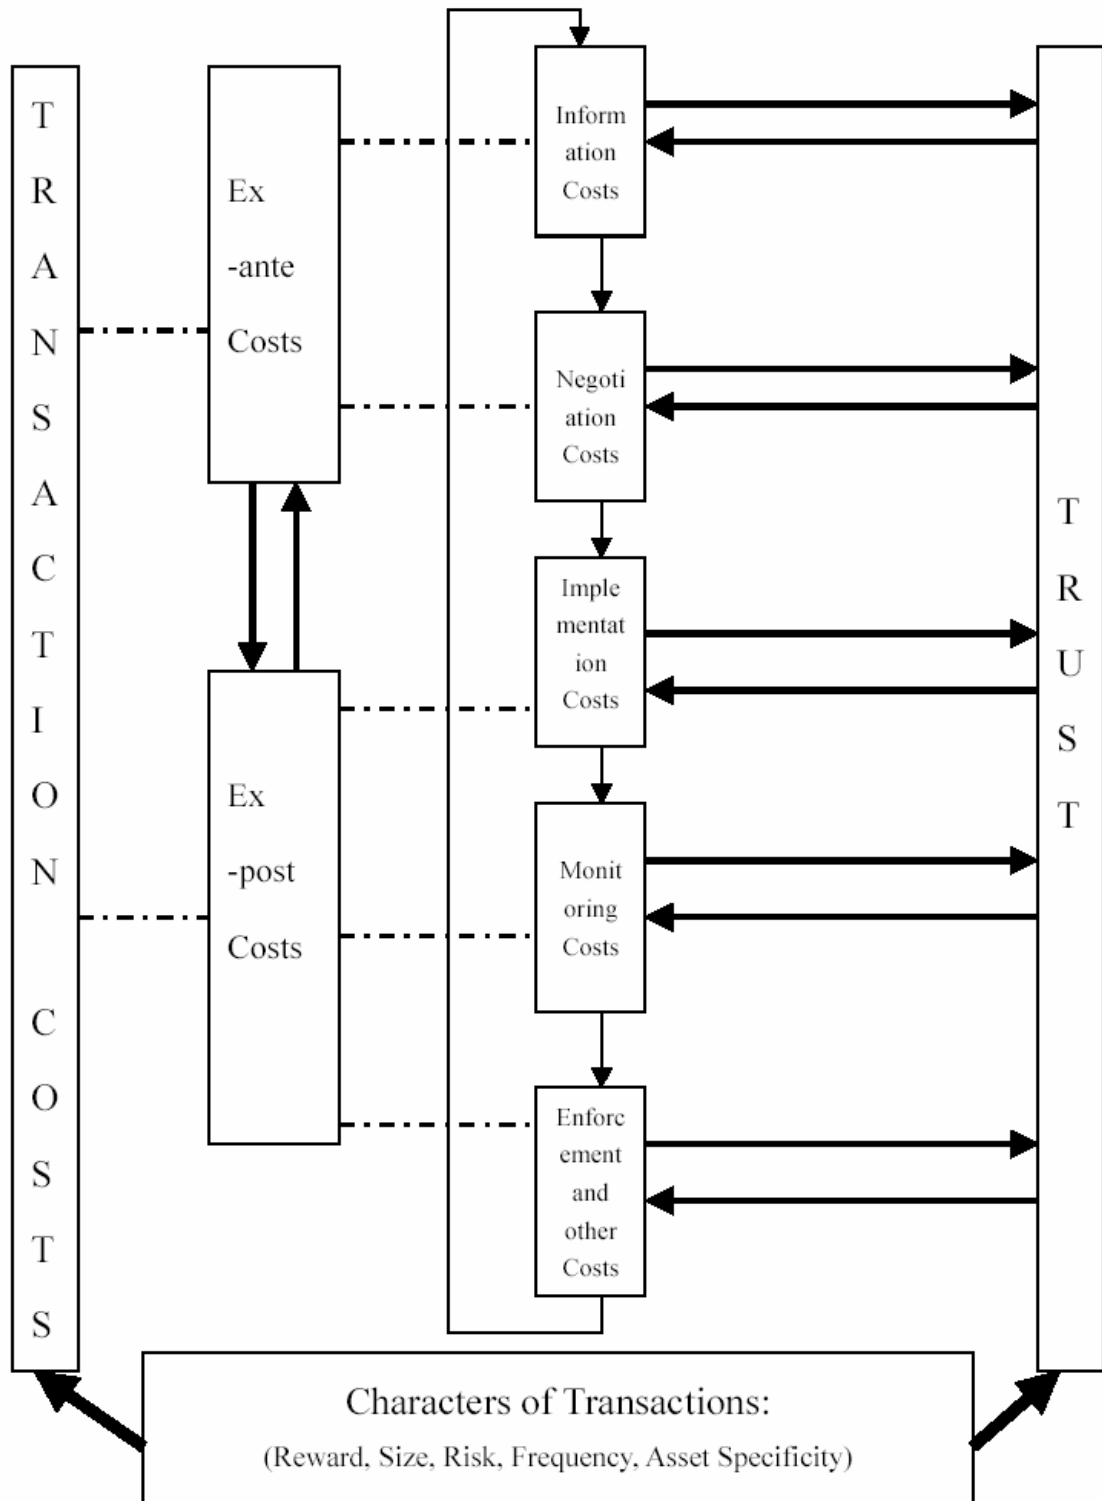 T
R
A
N
S
A
C
T
I
O
N
C
O
S
T
S
Ex
-ante
Costs
Ex
-post
Costs
Inform
ation
Costs
Negoti
ation
Costs
Imple
mentat
ion
Costs
Monit
oring
Costs
Enforc
ement
and
other
Costs
T
R
U
S
T
Characters of Transactions:
(Reward, Size, Risk, Frequency, Asset Specificity)